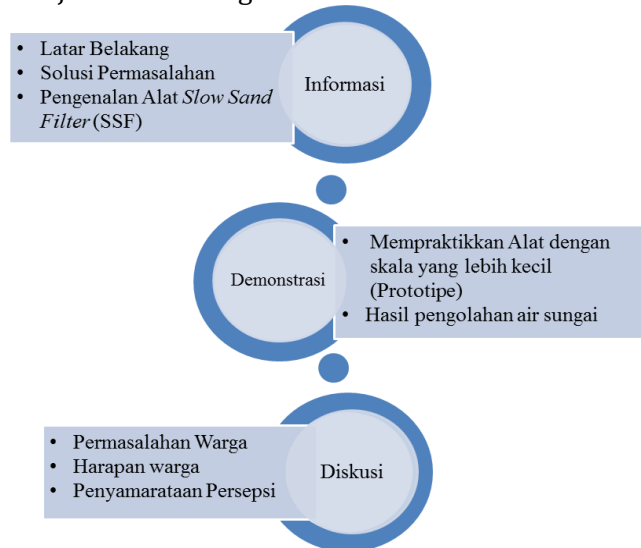 • Latar Belakang
• Solusi Permasalahan
• Pengenalan Alat Slow Sand
Filter (SSF)
Informasi
Demonstrasi
• Mempraktikkan Alat dengan
skala yang lebih kecil
(Prototipe)
• Hasil pengolahan air sungai
• Permasalahan Warga
• Harapan warga
• Penyamarataan Persepsi
Diskusi